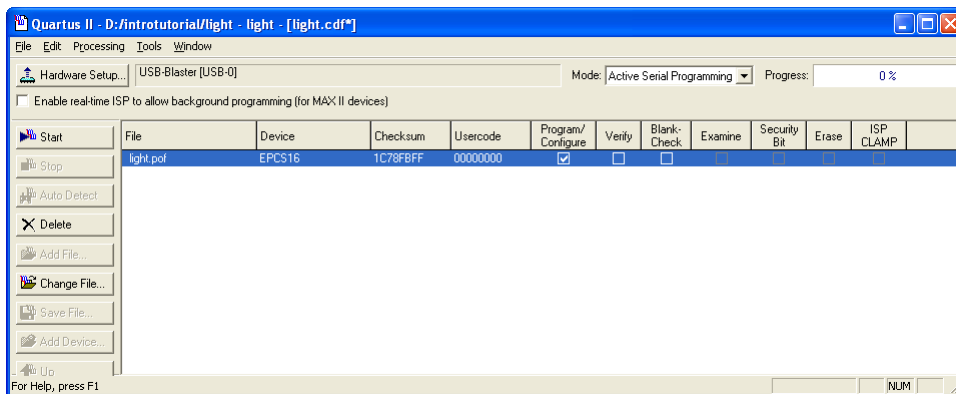 Quartus II - D:/introtutorial/light - light - [light.cdf*]
File Edit Processing Tools Window
Hardware Setup... USB-Blaster [USB-0] Mode: Active Serial Programming Progress: 0 %
Enable real-time ISP to allow background programming (for MAX II devices)
Start
Stop
Auto Detect
Delete
Add File...
Change File...
Save File...
Add Device...
Up
File Device Checksum Usercode Program/ Configure Verify Blank- Check Examine Security Bit Erase ISP CLAMP
light.pof EPCS16 1C78FBFF 00000000
For Help, press F1 NUM